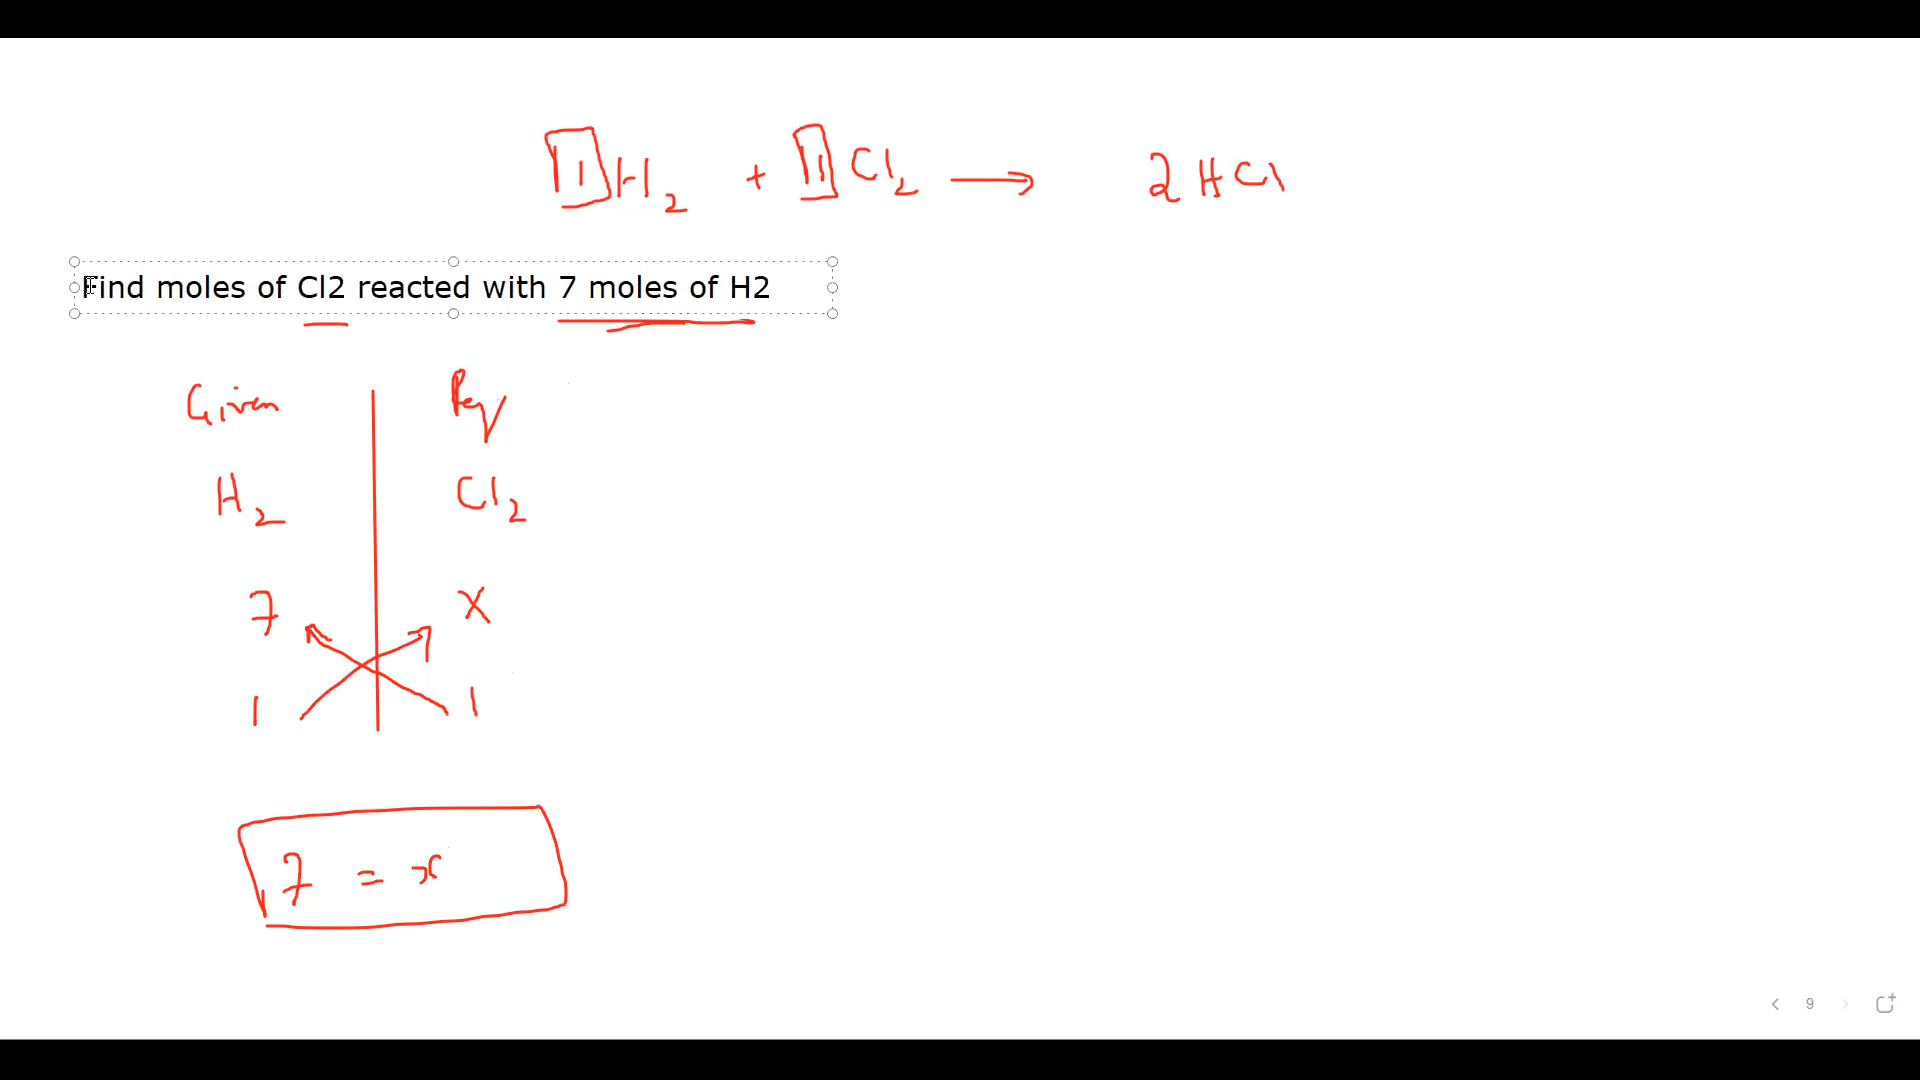 1 H2 + 1 Cl2 → 2 HCl
Find moles of Cl2 reacted with 7 moles of H2
Given Req
H2 Cl2
7 x
1 1
7 = x
9